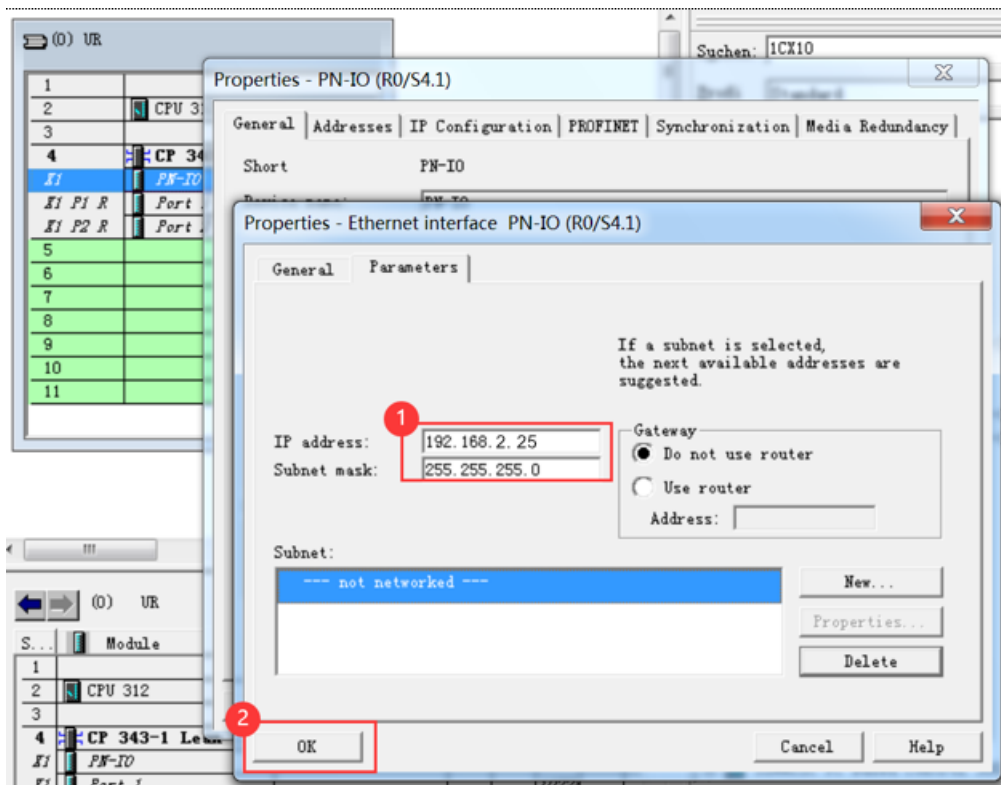 (0) UR
Suchen: 1CX10
Properties - PN-IO (R0/S4.1)
1
2 CPU 31
3
4 CP 34
X1 PN-IO
X1 P1 R Port
X1 P2 R Port
5
6
7
8
9
10
11
General Addresses IP Configuration PROFINET Synchronization Media Redundancy
Short PN-IO
Properties - Ethernet interface PN-IO (R0/S4.1)
General Parameters
If a subnet is selected,
the next available addresses are
suggested.
1
IP address: 192.168.2.25
Subnet mask: 255.255.255.0
Gateway
Do not use router
Use router
Address:
Subnet:
--- not networked ---
New...
Properties...
Delete
2
OK Cancel Help
(0) UR
S... Module
1
2 CPU 312
3
4 CP 343-1 Lean
X1 PN-IO
X1 Port 1